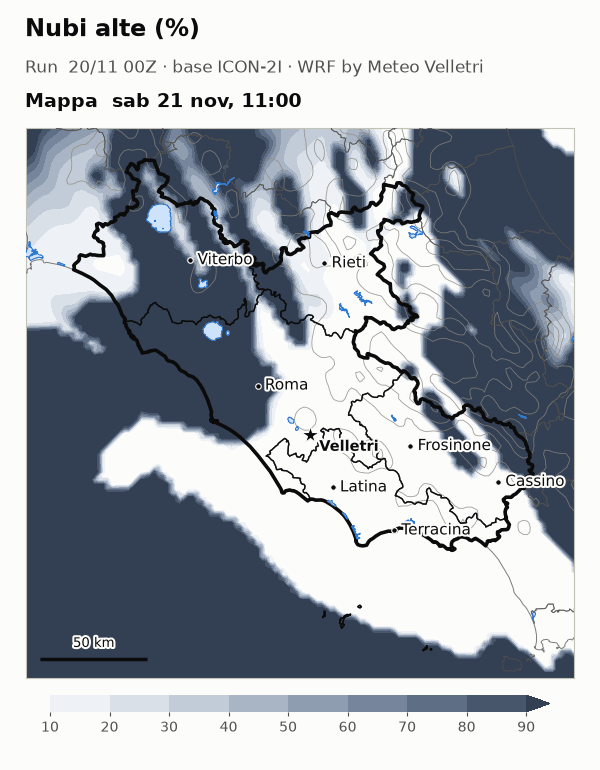 Nubi alte (%)
Run  20/11 00Z · base ICON-2I · WRF by Meteo Velletri
Mappa  sab 21 nov, 11:00
Viterbo
Rieti
Roma
Velletri
Frosinone
Latina
Cassino
Terracina
50 km
10 20 30 40 50 60 70 80 90